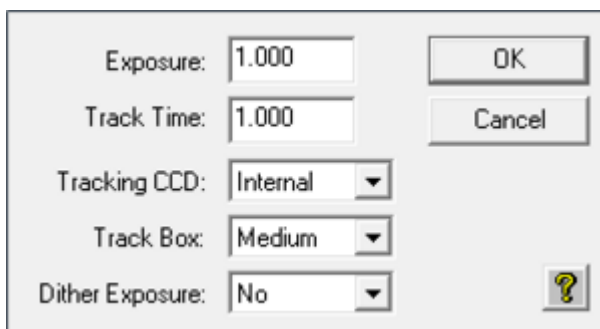 Exposure: 1.000 OK
Track Time: 1.000 Cancel
Tracking CCD: Internal
Track Box: Medium
Dither Exposure: No ?